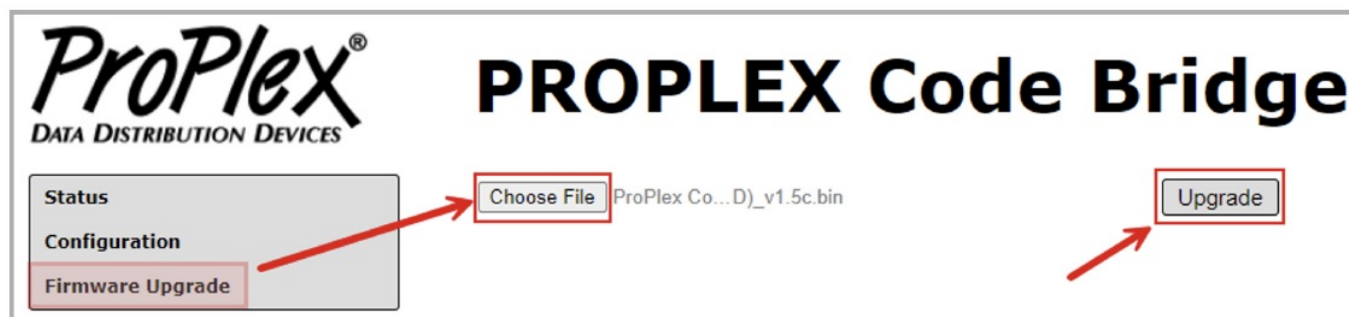 ProPlex®
DATA DISTRIBUTION DEVICES
PROPLEX Code Bridge
Status
Configuration
Firmware Upgrade
Choose File ProPlex Co...D)_v1.5c.bin
Upgrade